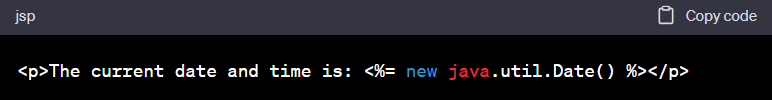 jsp
Copy code
<p>The current date and time is: <%= new java.util.Date() %></p>